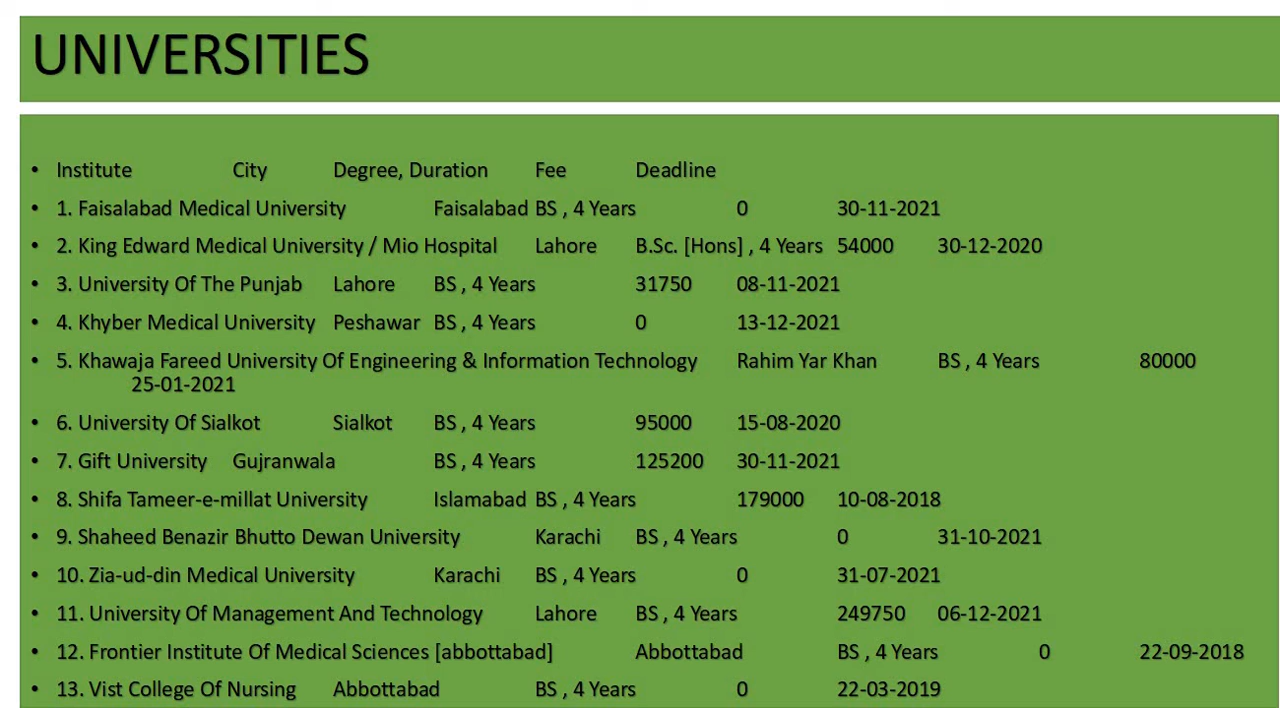 UNIVERSITIES
• Institute City Degree, Duration Fee Deadline
• 1. Faisalabad Medical University Faisalabad BS , 4 Years 0 30-11-2021
• 2. King Edward Medical University / Mio Hospital Lahore B.Sc. [Hons] , 4 Years 54000 30-12-2020
• 3. University Of The Punjab Lahore BS , 4 Years 31750 08-11-2021
• 4. Khyber Medical University Peshawar BS , 4 Years 0 13-12-2021
• 5. Khawaja Fareed University Of Engineering & Information Technology Rahim Yar Khan BS , 4 Years 80000
25-01-2021
• 6. University Of Sialkot Sialkot BS , 4 Years 95000 15-08-2020
• 7. Gift University Gujranwala BS , 4 Years 125200 30-11-2021
• 8. Shifa Tameer-e-millat University Islamabad BS , 4 Years 179000 10-08-2018
• 9. Shaheed Benazir Bhutto Dewan University Karachi BS , 4 Years 0 31-10-2021
• 10. Zia-ud-din Medical University Karachi BS , 4 Years 0 31-07-2021
• 11. University Of Management And Technology Lahore BS , 4 Years 249750 06-12-2021
• 12. Frontier Institute Of Medical Sciences [abbottabad] Abbottabad BS , 4 Years 0 22-09-2018
• 13. Vist College Of Nursing Abbottabad BS , 4 Years 0 22-03-2019